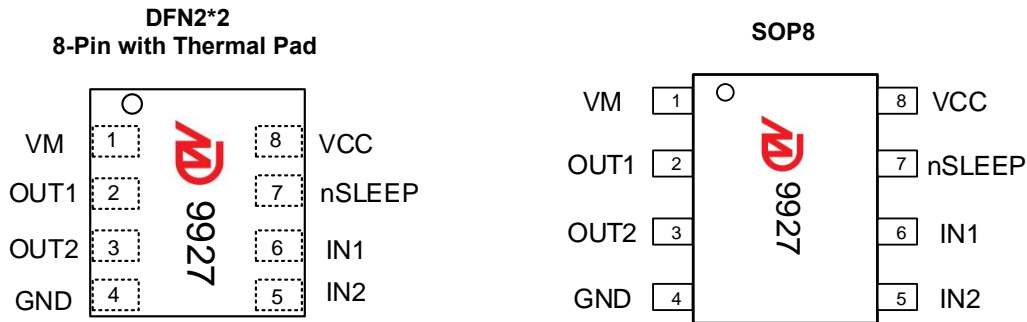 DFN2*2
8-Pin with Thermal Pad
VM 1 8 VCC
OUT1 2 7 nSLEEP
OUT2 3 6 IN1
GND 4 5 IN2
9927
SOP8
VM 1 8 VCC
OUT1 2 7 nSLEEP
OUT2 3 6 IN1
GND 4 5 IN2
9927